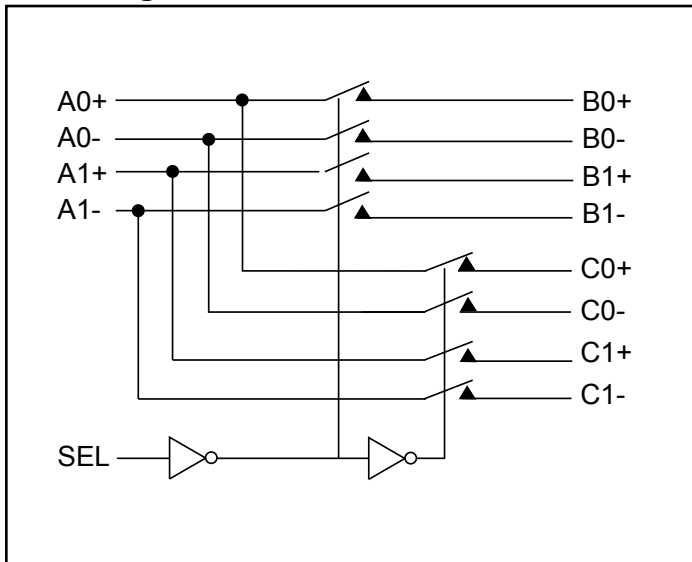 A0+
B0+
A0-
B0-
A1+
B1+
A1-
B1-
C0+
C0-
C1+
C1-
SEL